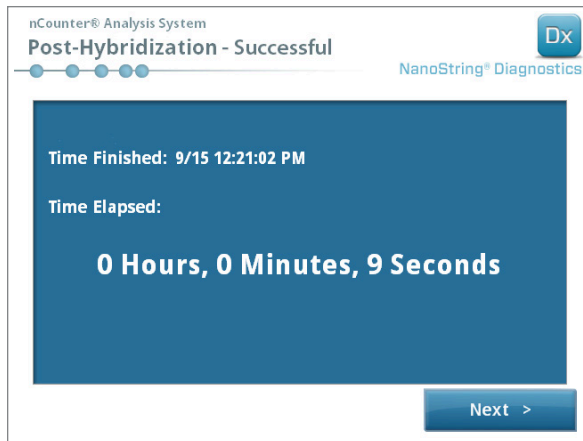 nCounter® Analysis System
Post-Hybridization - Successful
Dx
NanoString® Diagnostics
Time Finished: 9/15 12:21:02 PM
Time Elapsed:
0 Hours, 0 Minutes, 9 Seconds
Next >